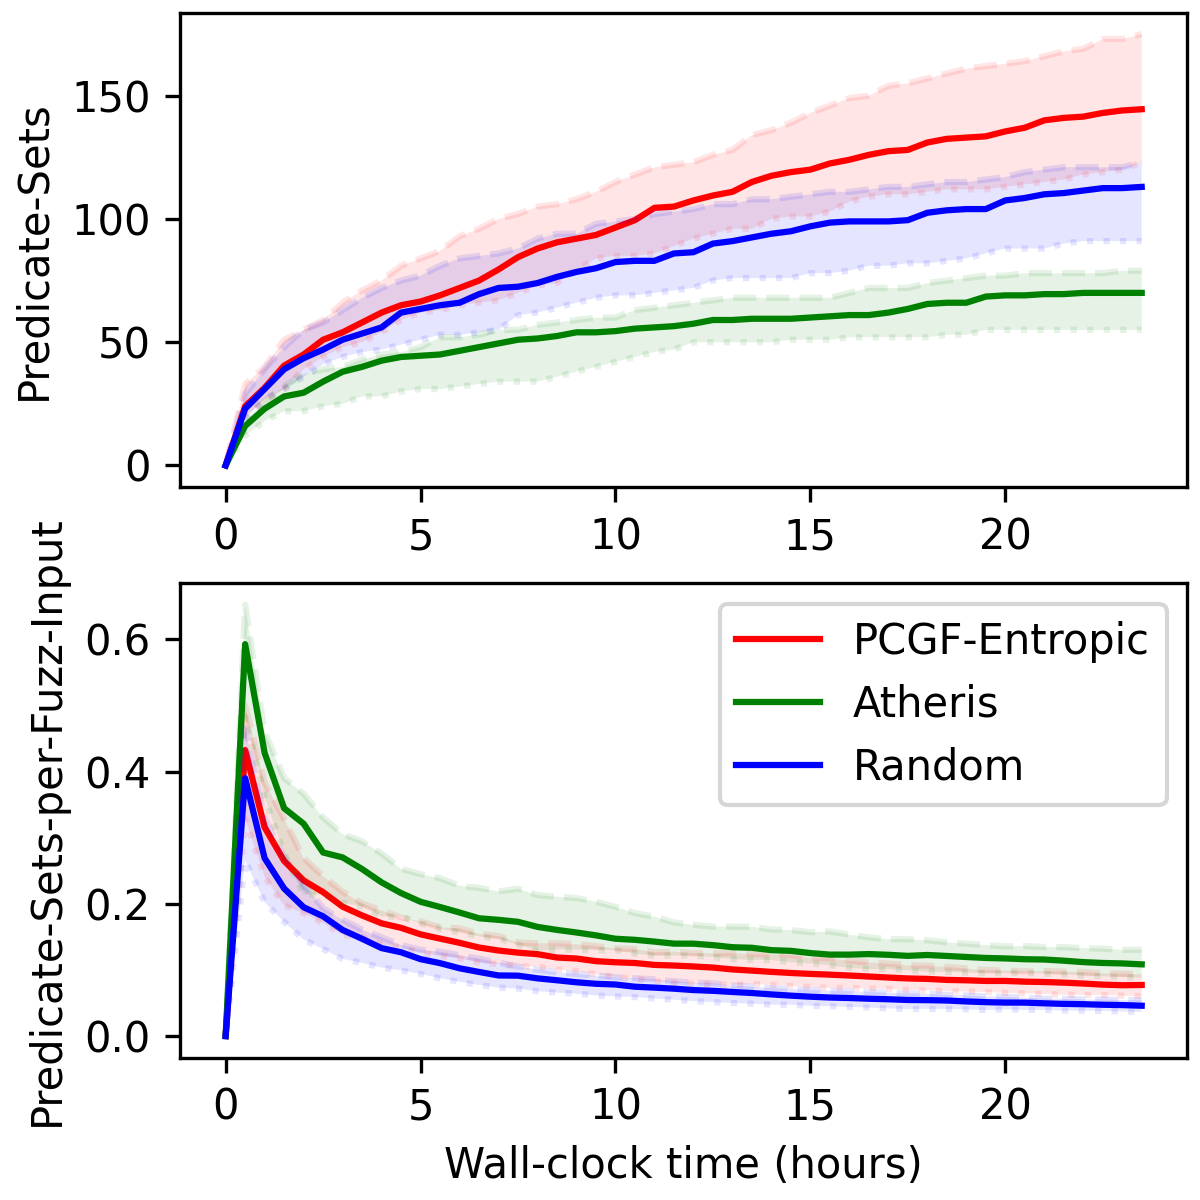 Predicate-Sets
150
100
50
0
0 5 10 15 20
Predicate-Sets-per-Fuzz-Input
0.6
0.4
0.2
0.0
PCGF-Entropic
Atheris
Random
0 5 10 15 20
Wall-clock time (hours)